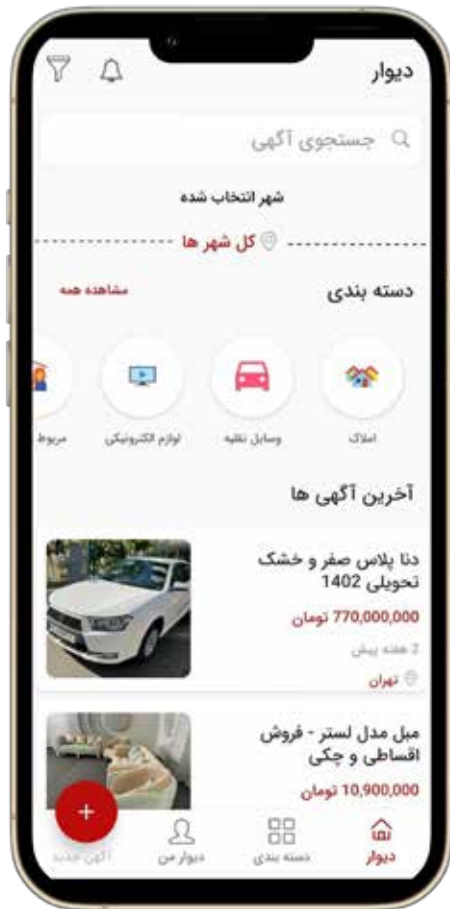 دیوار
جستجوی آگهی
شهر انتخاب شده
کل شهر ها
دسته بندی
مشاهده همه
املاک
وسایل نقلیه
لوازم الکترونیکی
مربوط
آخرین آگهی ها
دنا پلاس صفر و خشک
تحویلی 1402
770,000,000 تومان
2 هفته پیش
تهران
مبل مدل لستر - فروش
اقساطی و چکی
10,900,000 تومان
دیوار
دسته بندی
دیوار من
آگهی جدید